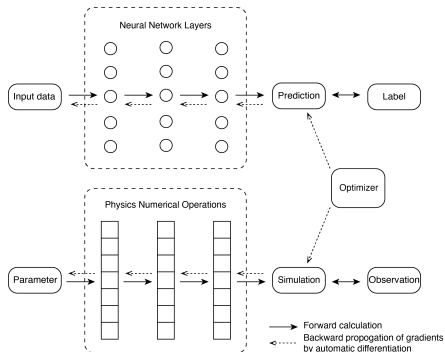 Neural Network Layers
Input data
Prediction
Label
Optimizer
Physics Numerical Operations
Parameter
Simulation
Observation
Forward calculation
Backward propogation of gradients
by automatic differentiation